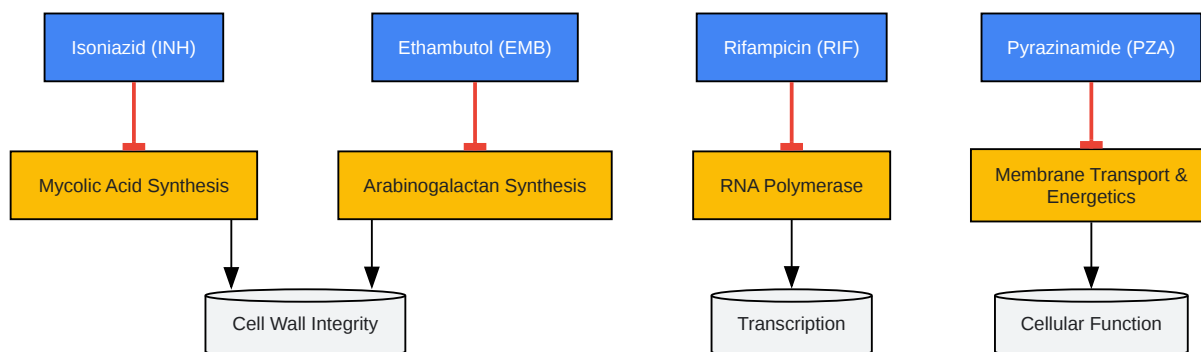 Isoniazid (INH)
Ethambutol (EMB)
Rifampicin (RIF)
Pyrazinamide (PZA)
Mycolic Acid Synthesis
Arabinogalactan Synthesis
RNA Polymerase
Membrane Transport &
Energetics
Cell Wall Integrity
Transcription
Cellular Function